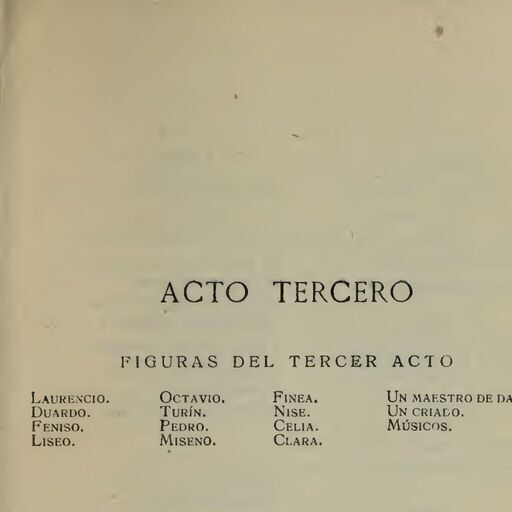 ACTO TERCERO
FIGURAS DEL TERCER ACTO
LAURENCIO. OCTAVIO. FINEA. UN MAESTRO DE DA
DUARDO. TURÍN. NISE. UN CRIADO.
FENISO. PEDRO. CELIA. MÚSICOS.
LISEO. MISENO. CLARA.